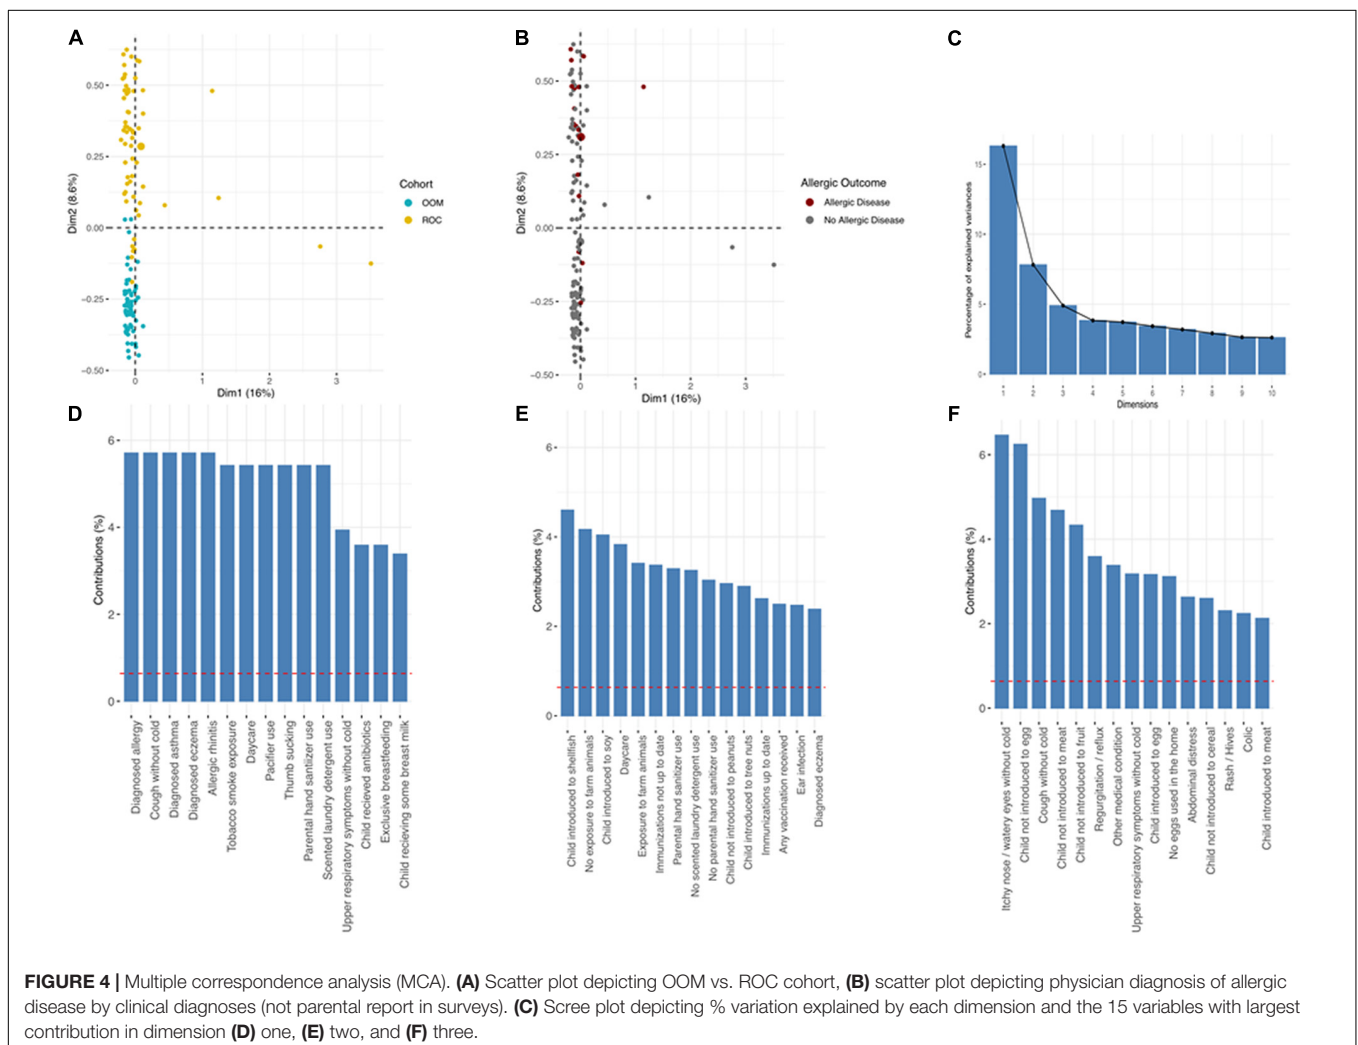 A
B
C
0.50
0.25
0.00
−0.25
−0.50
Dim2 (8.6%)
0
1
2
3
Dim1 (16%)
Cohort
OOM
ROC
0.50
0.25
0.00
−0.25
−0.50
Dim2 (8.6%)
0
1
2
3
Dim1 (16%)
Allergic Outcome
Allergic Disease
No Allergic Disease
15
10
5
0
Percentage of explained variances
1
2
3
4
5
6
7
8
9
10
Dimensions
D
E
F
6
4
2
0
Contributions (%)
Diagnosed allergy
Cough without cold
Diagnosed asthma
Diagnosed eczema
Allergic rhinitis
Tobacco smoke exposure
Daycare
Pacifier use
Thumb sucking
Parental hand sanitizer use
Scented laundry detergent use
Upper respiratory symptoms without cold
Child recieved antibiotics
Exclusive breastfeeding
Child recieving some breast milk
6
4
2
0
Contributions (%)
Child introduced to shellfish
No exposure to farm animals
Child introduced to soy
Daycare
Exposure to farm animals
Immunizations not up to date
Parental hand sanitizer use
No scented laundry detergent use
No parental hand sanitizer use
Child not introduced to peanuts
Child introduced to tree nuts
Immunizations up to date
Any vaccination received
Ear infection
Diagnosed eczema
6
4
2
0
Contributions (%)
Itchy nose / watery eyes without cold
Child not introduced to egg
Cough without cold
Child not introduced to meat
Child not introduced to fruit
Regurgitation / reflux
Other medical condition
Upper respiratory symptoms without cold
Child introduced to egg
No eggs used in the home
Abdominal distress
Child not introduced to cereal
Rash / Hives
Colic
Child introduced to meat
FIGURE 4 | Multiple correspondence analysis (MCA). (A) Scatter plot depicting OOM vs. ROC cohort, (B) scatter plot depicting physician diagnosis of allergic
disease by clinical diagnoses (not parental report in surveys). (C) Scree plot depicting % variation explained by each dimension and the 15 variables with largest
contribution in dimension (D) one, (E) two, and (F) three.